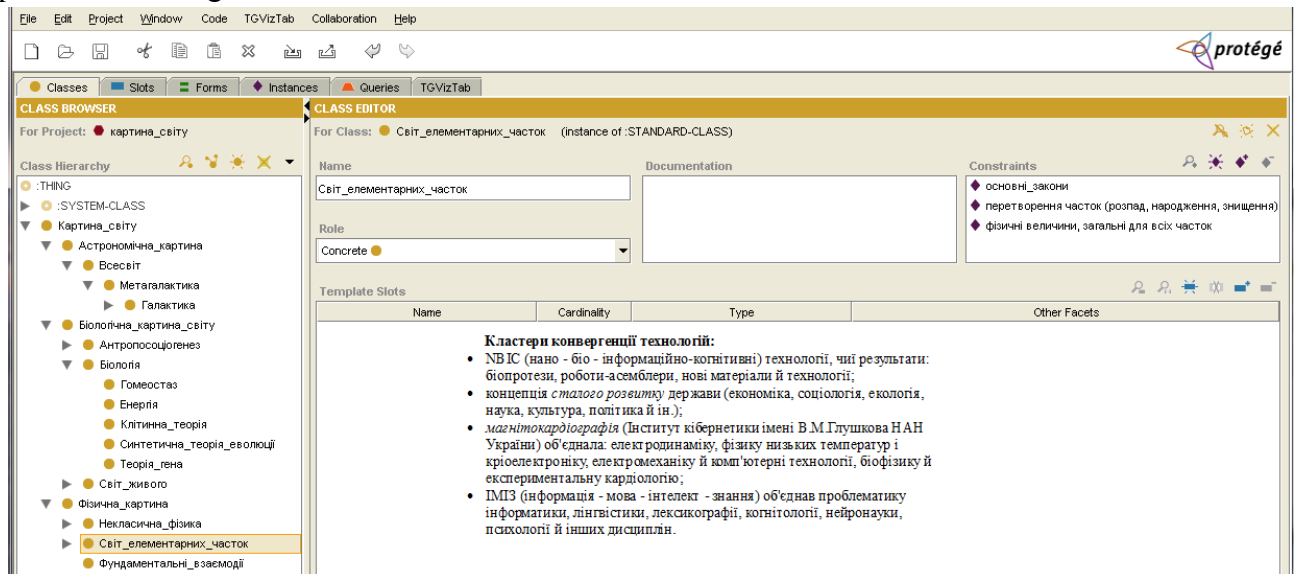 File Edit Project Window Code TGVizTab Collaboration Help
protégé
Classes Slots Forms Instances Queries TGVizTab
CLASS BROWSER
CLASS EDITOR
For Project: картина_світу
For Class: Світ_елементарних_часток (instance of :STANDARD-CLASS)
Class Hierarchy
Name Documentation Constraints
:THING
Світ_елементарних_часток
основні_закони
:SYSTEM-CLASS
перетворення часток (розпад, народження, знищення)
Картина_світу
Role
фізичні величини, загальні для всіх часток
Астрономічна_картина
Concrete
Всесвіт
Метагалактика
Template Slots
Галактика
Name Cardinality Type Other Facets
Біологічна_картина_світу
Антропосоціогенез
Біологія
Гомеостаз
Енергія
Клітинна_теорія
Синтетична_теорія_еволюції
Теорія_гена
Світ_живого
Фізична_картина
Некласична_фізика
Світ_елементарних_часток
Фундаментальні_взаємодії
Кластери конвергенції технологій:
• NBIC (нано - біо - інформаційно-когнітивні) технології, чиї результати:
біопротези, роботи-асемблери, нові матеріали й технології;
• концепція сталого розвитку держави (економіка, соціологія, екологія,
наука, культура, політика й ін.);
• магнітокардіографія (Інститут кібернетики імені В.М.Глушкова НАН
України) об'єднала: електродинаміку, фізику низьких температур і
кріоелектроніку, електромеханіку й комп'ютерні технології, біофізику й
експериментальну кардіологію;
• ІМІЗ (інформація - мова - інтелект - знання) об'єднав проблематику
інформатики, лінгвістики, лексикографії, когнітології, нейронауки,
психології й інших дисциплін.